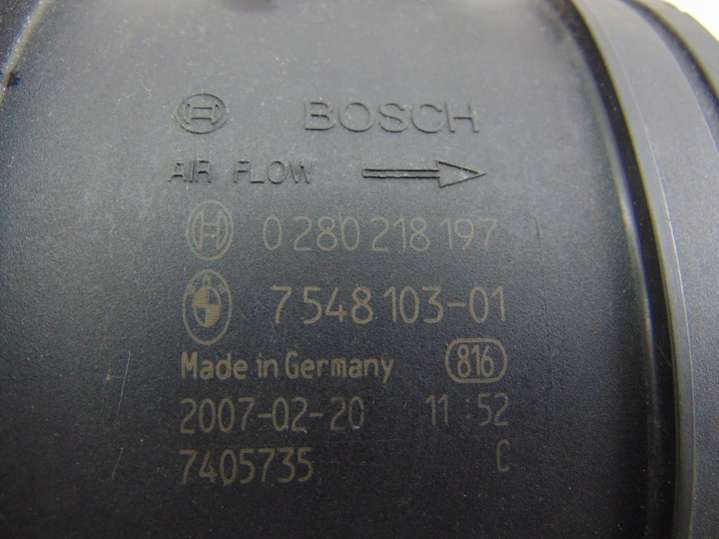 BOSCH
AIR FLOW
0 280 218 197
7 548 103-01
Made in Germany 816
2007-02-20 11:52
7405735 C